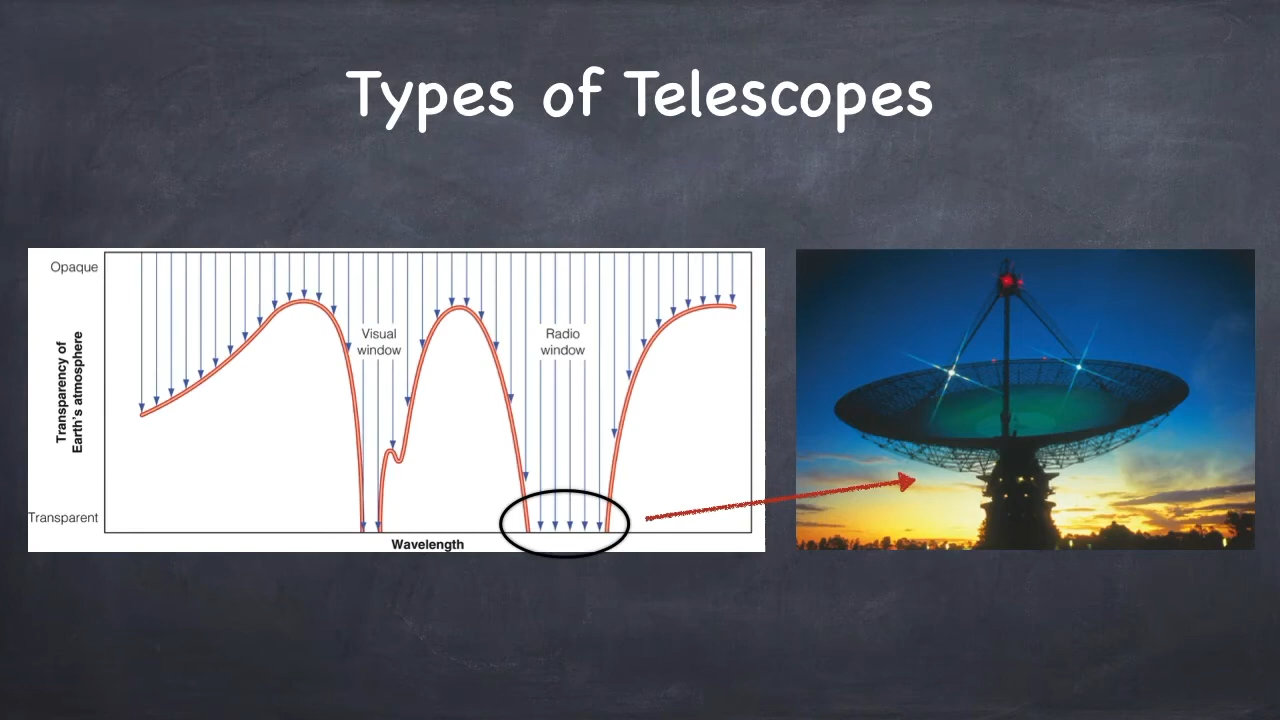 Types of Telescopes
Opaque
Transparency of
Earth's atmosphere
Transparent
Visual
window
Radio
window
Wavelength